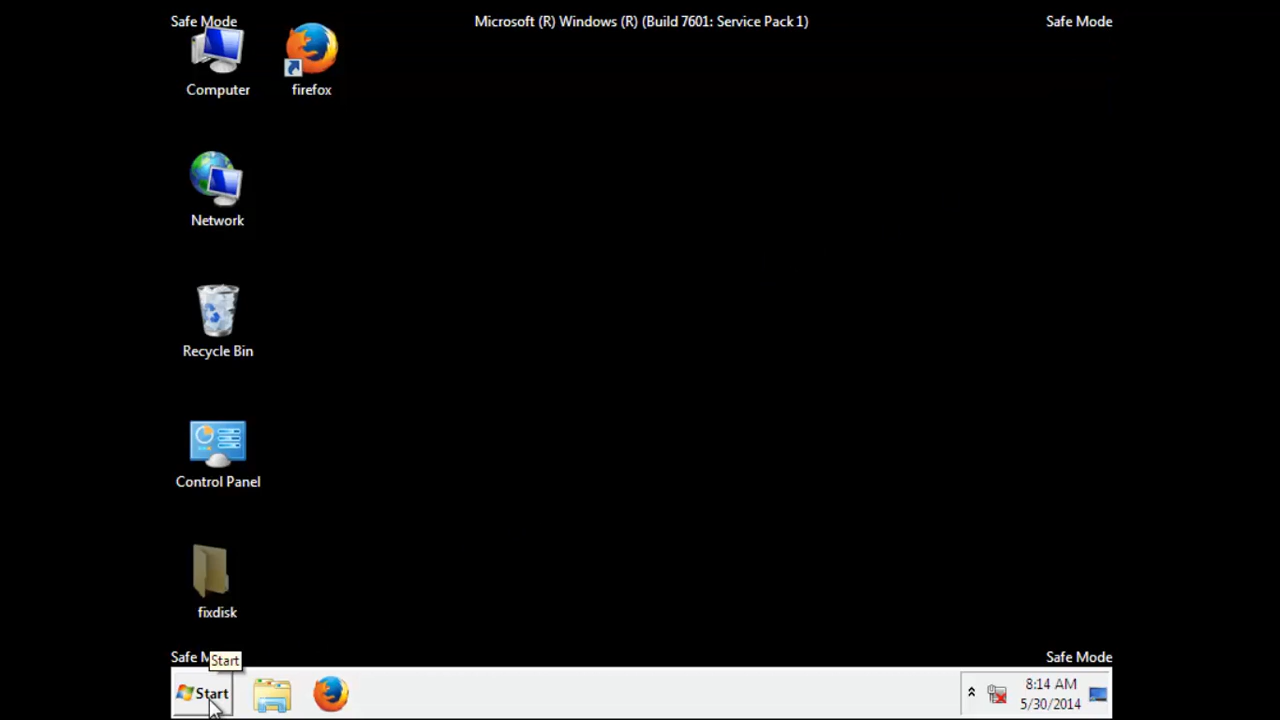 Safe Mode
Microsoft (R) Windows (R) (Build 7601: Service Pack 1)
Safe Mode
Computer
firefox
Network
Recycle Bin
Control Panel
fixdisk
Safe M
Start
Safe Mode
Start
8:14 AM
5/30/2014